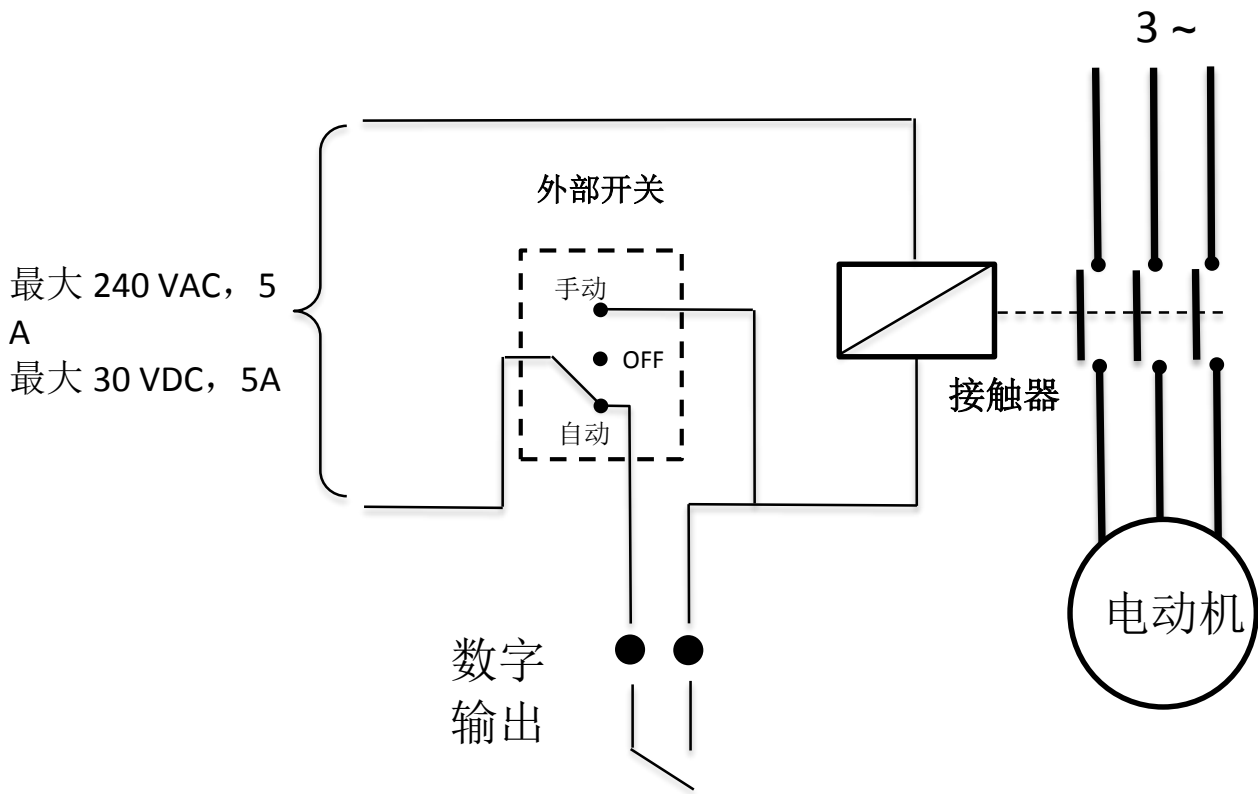 3 ~
外部开关
最大 240 VAC，5
A
最大 30 VDC，5A
手动
OFF
自动
接触器
电动机
数字
输出